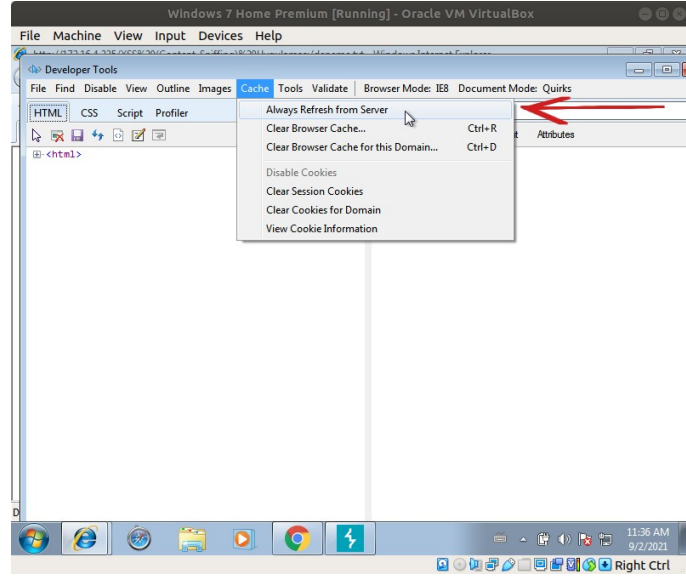 Windows 7 Home Premium [Running] - Oracle VM VirtualBox
File Machine View Input Devices Help
Windows Internet Explorer
Developer Tools
File Find Disable View Outline Images Cache Tools Validate Browser Mode: IE8 Document Mode: Quirks
HTML CSS Script Profiler
Always Refresh from Server
Clear Browser Cache... Ctrl+R
Attributes
Clear Browser Cache for this Domain... Ctrl+D
<html>
Disable Cookies
Clear Session Cookies
Clear Cookies for Domain
View Cookie Information
11:36 AM
9/2/2021
Right Ctrl